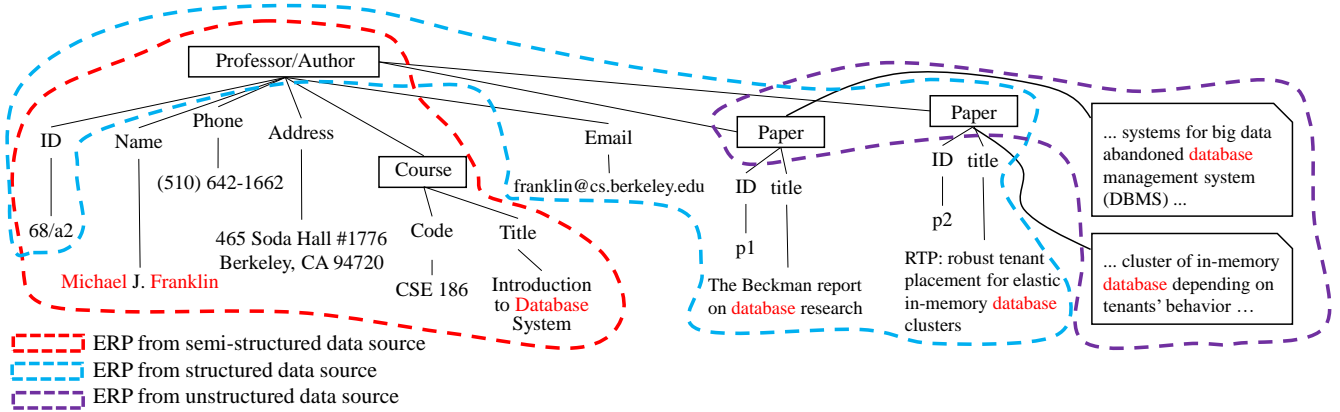 Professor/Author
ID
Name
Phone
Address
Email
Paper
Paper
(510) 642-1662
Course
franklin@cs.berkeley.edu
ID title
ID title
68/a2
465 Soda Hall #1776
Berkeley, CA 94720
Code
Title
p1
p2
Michael J. Franklin
CSE 186
Introduction
to Database
System
The Beckman report
on database research
RTP: robust tenant
placement for elastic
in-memory database
clusters
... systems for big data
abandoned database
management system
(DBMS) ...
... cluster of in-memory
database depending on
tenants’ behavior …
ERP from semi-structured data source
ERP from structured data source
ERP from unstructured data source